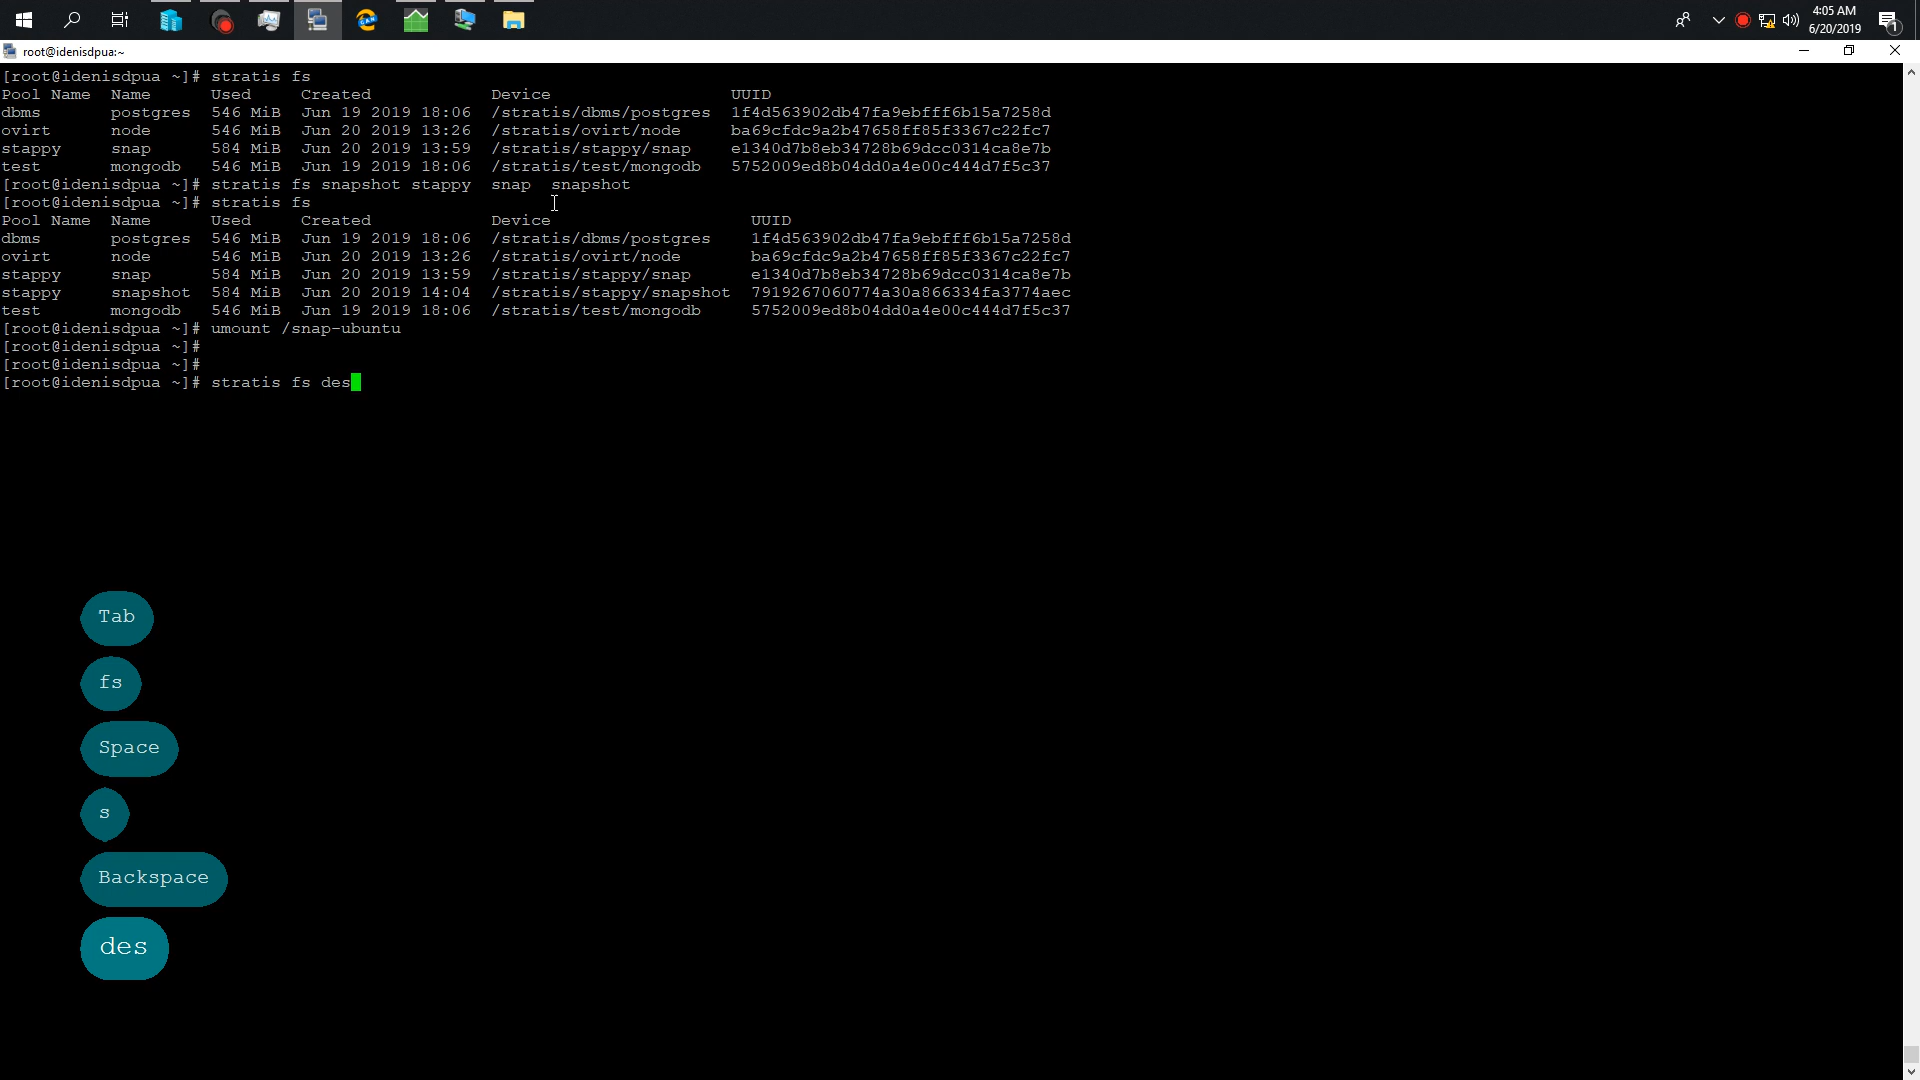 4:05 AM
6/20/2019
1
root@idenisdpua:~
[root@idenisdpua ~]# stratis fs
Pool Name  Name      Used     Created            Device                   UUID
dbms       postgres  546 MiB  Jun 19 2019 18:06  /stratis/dbms/postgres  1f4d563902db47fa9ebfff6b15a7258d
ovirt      node      546 MiB  Jun 20 2019 13:26  /stratis/ovirt/node     ba69cfdc9a2b47658ff85f3367c22fc7
stappy     snap      584 MiB  Jun 20 2019 13:59  /stratis/stappy/snap    e1340d7b8eb34728b69dcc0314ca8e7b
test       mongodb   546 MiB  Jun 19 2019 18:06  /stratis/test/mongodb   5752009ed8b04dd0a4e00c444d7f5c37
[root@idenisdpua ~]# stratis fs snapshot stappy  snap  snapshot
[root@idenisdpua ~]# stratis fs
Pool Name  Name      Used     Created            Device                    UUID
dbms       postgres  546 MiB  Jun 19 2019 18:06  /stratis/dbms/postgres    1f4d563902db47fa9ebfff6b15a7258d
ovirt      node      546 MiB  Jun 20 2019 13:26  /stratis/ovirt/node       ba69cfdc9a2b47658ff85f3367c22fc7
stappy     snap      584 MiB  Jun 20 2019 13:59  /stratis/stappy/snap      e1340d7b8eb34728b69dcc0314ca8e7b
stappy     snapshot  584 MiB  Jun 20 2019 14:04  /stratis/stappy/snapshot  7919267060774a30a866334fa3774aec
test       mongodb   546 MiB  Jun 19 2019 18:06  /stratis/test/mongodb     5752009ed8b04dd0a4e00c444d7f5c37
[root@idenisdpua ~]# umount /snap-ubuntu
[root@idenisdpua ~]#
[root@idenisdpua ~]#
[root@idenisdpua ~]# stratis fs des
Tab
fs
Space
s
Backspace
des